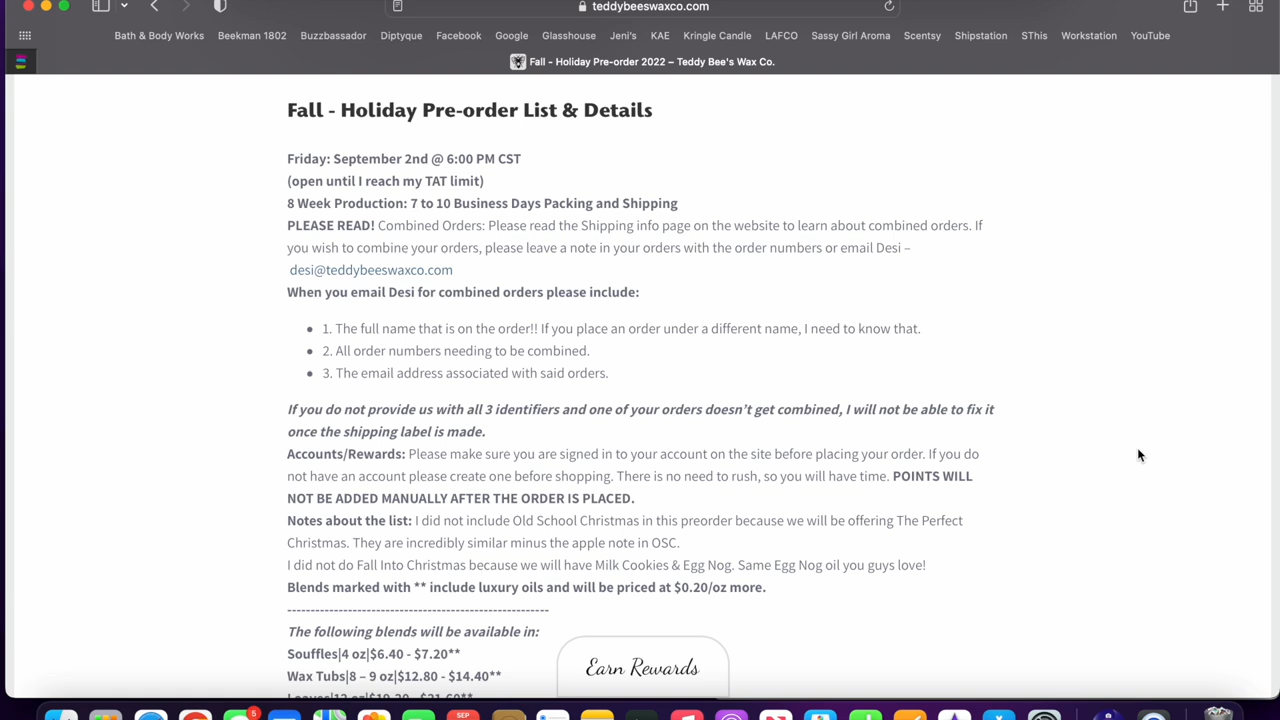 teddybeeswaxco.com
Bath & Body Works Beekman 1802 Buzzbassador Diptyque Facebook Google Glasshouse Jeni's KAE Kringle Candle LAFCO Sassy Girl Aroma Scentsy Shipstation SThis Workstation YouTube
Fall - Holiday Pre-order 2022 – Teddy Bee's Wax Co.
Fall - Holiday Pre-order List & Details
Friday: September 2nd @ 6:00 PM CST
(open until I reach my TAT limit)
8 Week Production: 7 to 10 Business Days Packing and Shipping
PLEASE READ! Combined Orders: Please read the Shipping info page on the website to learn about combined orders. If
you wish to combine your orders, please leave a note in your orders with the order numbers or email Desi –
desi@teddybeeswaxco.com
When you email Desi for combined orders please include:
• 1. The full name that is on the order!! If you place an order under a different name, I need to know that.
• 2. All order numbers needing to be combined.
• 3. The email address associated with said orders.
If you do not provide us with all 3 identifiers and one of your orders doesn’t get combined, I will not be able to fix it
once the shipping label is made.
Accounts/Rewards: Please make sure you are signed in to your account on the site before placing your order. If you do
not have an account please create one before shopping. There is no need to rush, so you will have time. POINTS WILL
NOT BE ADDED MANUALLY AFTER THE ORDER IS PLACED.
Notes about the list: I did not include Old School Christmas in this preorder because we will be offering The Perfect
Christmas. They are incredibly similar minus the apple note in OSC.
I did not do Fall Into Christmas because we will have Milk Cookies & Egg Nog. Same Egg Nog oil you guys love!
Blends marked with ** include luxury oils and will be priced at $0.20/oz more.
--------------------------------------------------------
The following blends will be available in:
Souffles|4 oz|$6.40 - $7.20**
Earn Rewards
Wax Tubs|8 – 9 oz|$12.80 - $14.40**
Loaves|12 oz|$19.20 - $21.60**
5
SEP